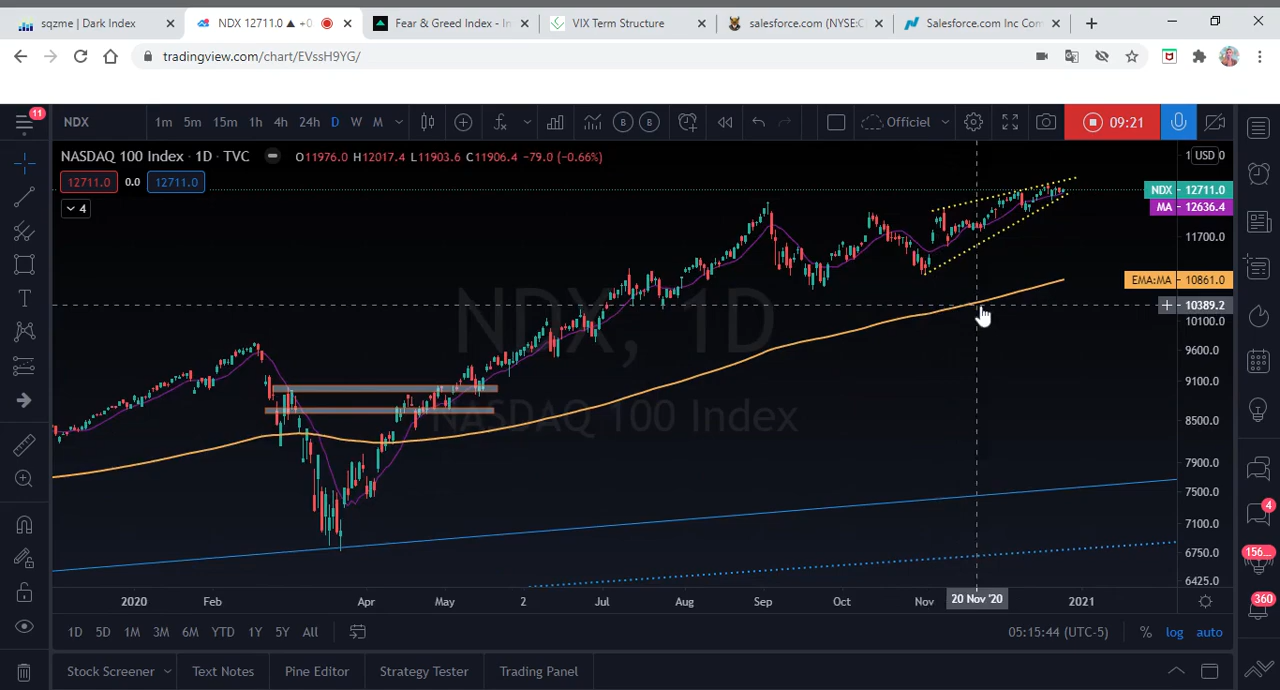 sqzme | Dark Index
NDX 12711.0 ▲ +0
Fear & Greed Index - In
VIX Term Structure
salesforce.com (NYSE:C
Salesforce.com Inc Com
tradingview.com/chart/EVssH9YG/
11
NDX
1m 5m 15m 1h 4h 24h D W M
B B
Officiel
09:21
NASDAQ 100 Index · 1D · TVC
O11976.0 H12017.4 L11903.6 C11906.4 -79.0 (-0.66%)
USD
12711.0 0.0 12711.0
4
NDX 12711.0
MA 12636.4
11700.0
EMA:MA 10861.0
10389.2
10100.0
9600.0
9100.0
8500.0
7900.0
7500.0
7100.0
6750.0
6425.0
NDX, 1D
NASDAQ 100 Index
4
156...
360
2020 Feb Apr May 2 Jul Aug Sep Oct Nov 20 Nov '20 2021
1D 5D 1M 3M 6M YTD 1Y 5Y All
05:15:44 (UTC-5) % log auto
Stock Screener Text Notes Pine Editor Strategy Tester Trading Panel